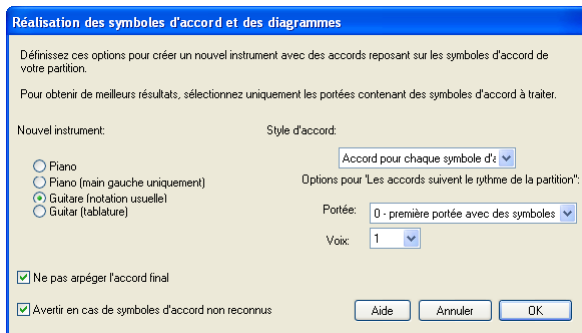 Réalisation des symboles d'accord et des diagrammes
Définissez ces options pour créer un nouvel instrument avec des accords reposant sur les symboles d'accord de
votre partition.
Pour obtenir de meilleurs résultats, sélectionnez uniquement les portées contenant des symboles d'accord à traiter.
Nouvel instrument:
Style d'accord:
Piano
Accord pour chaque symbole d'a
Piano (main gauche uniquement)
Options pour 'Les accords suivent le rythme de la partition":
Guitare (notation usuelle)
Guitar (tablature)
Portée:
0 - première portée avec des symboles
Voix:
1
Ne pas arpéger l'accord final
Avertir en cas de symboles d'accord non reconnus
Aide
Annuler
OK